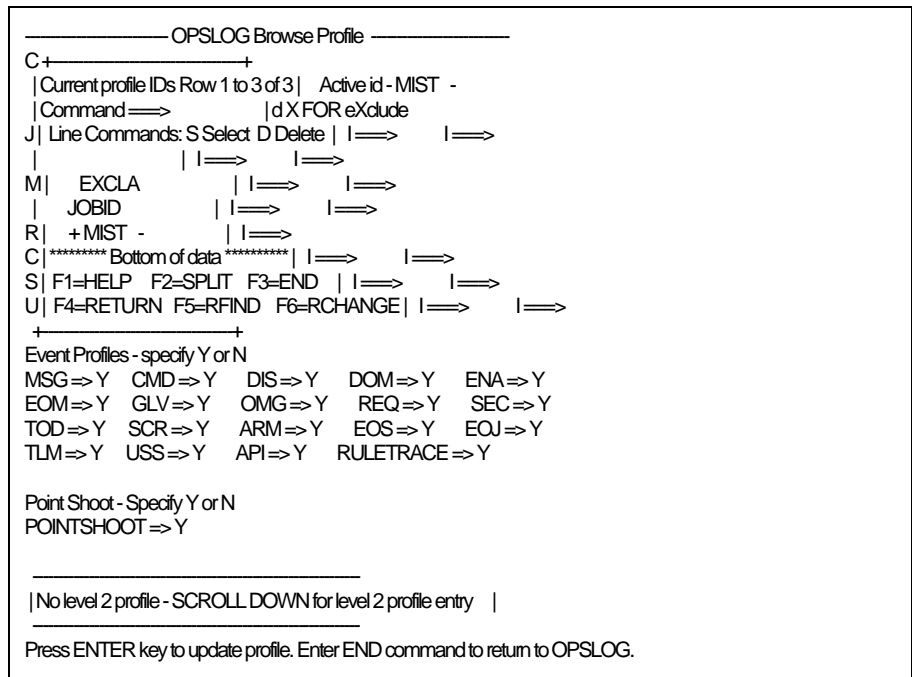 ---------------------------- OPSLOG Browse Profile ---------------------------
C +-----------------------------------+
| Current profile IDs Row 1 to 3 of 3 | Active id - MIST -
| Command ===> | d X FOR eXclude
J | Line Commands: S Select D Delete | I ===> I ===>
| | I ===> I ===>
M | EXCLA | I ===> I ===>
| JOBID | I ===> I ===>
R | + MIST - | I ===>
C | ********* Bottom of data ********** | I ===> I ===>
S | F1=HELP F2=SPLIT F3=END | I ===> I ===>
U | F4=RETURN F5=RFIND F6=RCHANGE | I ===> I ===>
+-----------------------------------+
Event Profiles - specify Y or N
MSG => Y CMD => Y DIS => Y DOM => Y ENA => Y
EOM => Y GLV => Y OMG => Y REQ => Y SEC => Y
TOD => Y SCR => Y ARM => Y EOS => Y EOJ => Y
TLM => Y USS => Y API => Y RULETRACE => Y
Point Shoot - Specify Y or N
POINTSHOOT => Y
------------------------------------------------------------
| No level 2 profile - SCROLL DOWN for level 2 profile entry |
------------------------------------------------------------
Press ENTER key to update profile. Enter END command to return to OPSLOG.